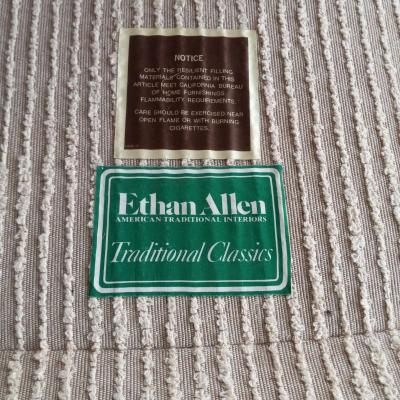 NOTICE
ONLY THE RESILIENT FILLING
MATERIALS CONTAINED IN THIS
ARTICLE MEET CALIFORNIA BUREAU
OF HOME FURNISHINGS
FLAMMABILITY REQUIREMENTS.
CARE SHOULD BE EXERCISED NEAR
OPEN FLAME OR WITH BURNING
CIGARETTES.
Ethan Allen
AMERICAN TRADITIONAL INTERIORS
Traditional Classics